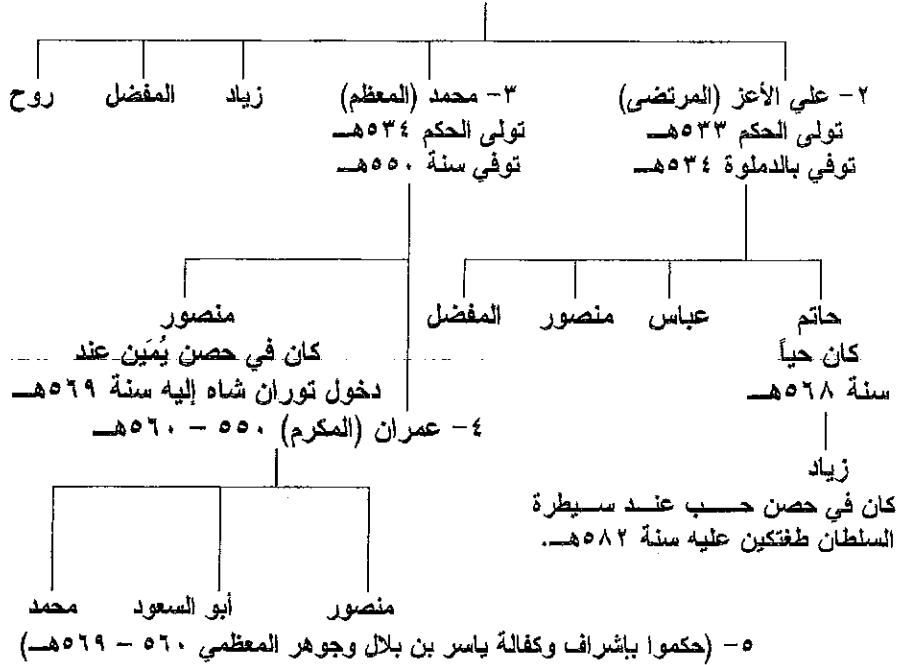 ٢- علي الأعز (المرتضى)
تولى الحكم ٥٣٣هـ
توفي بالدملوة ٥٣٤هـ
٣- محمد (المعظم)
تولى الحكم ٥٣٤هـ
توفي سنة ٥٥٠هـ
زياد
المفضل
روح
حاتم
كان حياً
سنة ٥٦٨هـ
عباس
منصور
المفضل
منصور
كان في حصن يُمَين عند
دخول توران شاه إليه سنة ٥٦٩هـ
٤- عمران (المكرم) ٥٥٠ - ٥٦٠هـ
زياد
كان في حصن حب عند سيطرة
السلطان طغتكين عليه سنة ٥٨٢هـ.
منصور
أبو السعود
محمد
٥- (حكموا بإشراف وكفالة ياسر بن بلال وجوهر المعظمي ٥٦٠ - ٥٦٩هـ)